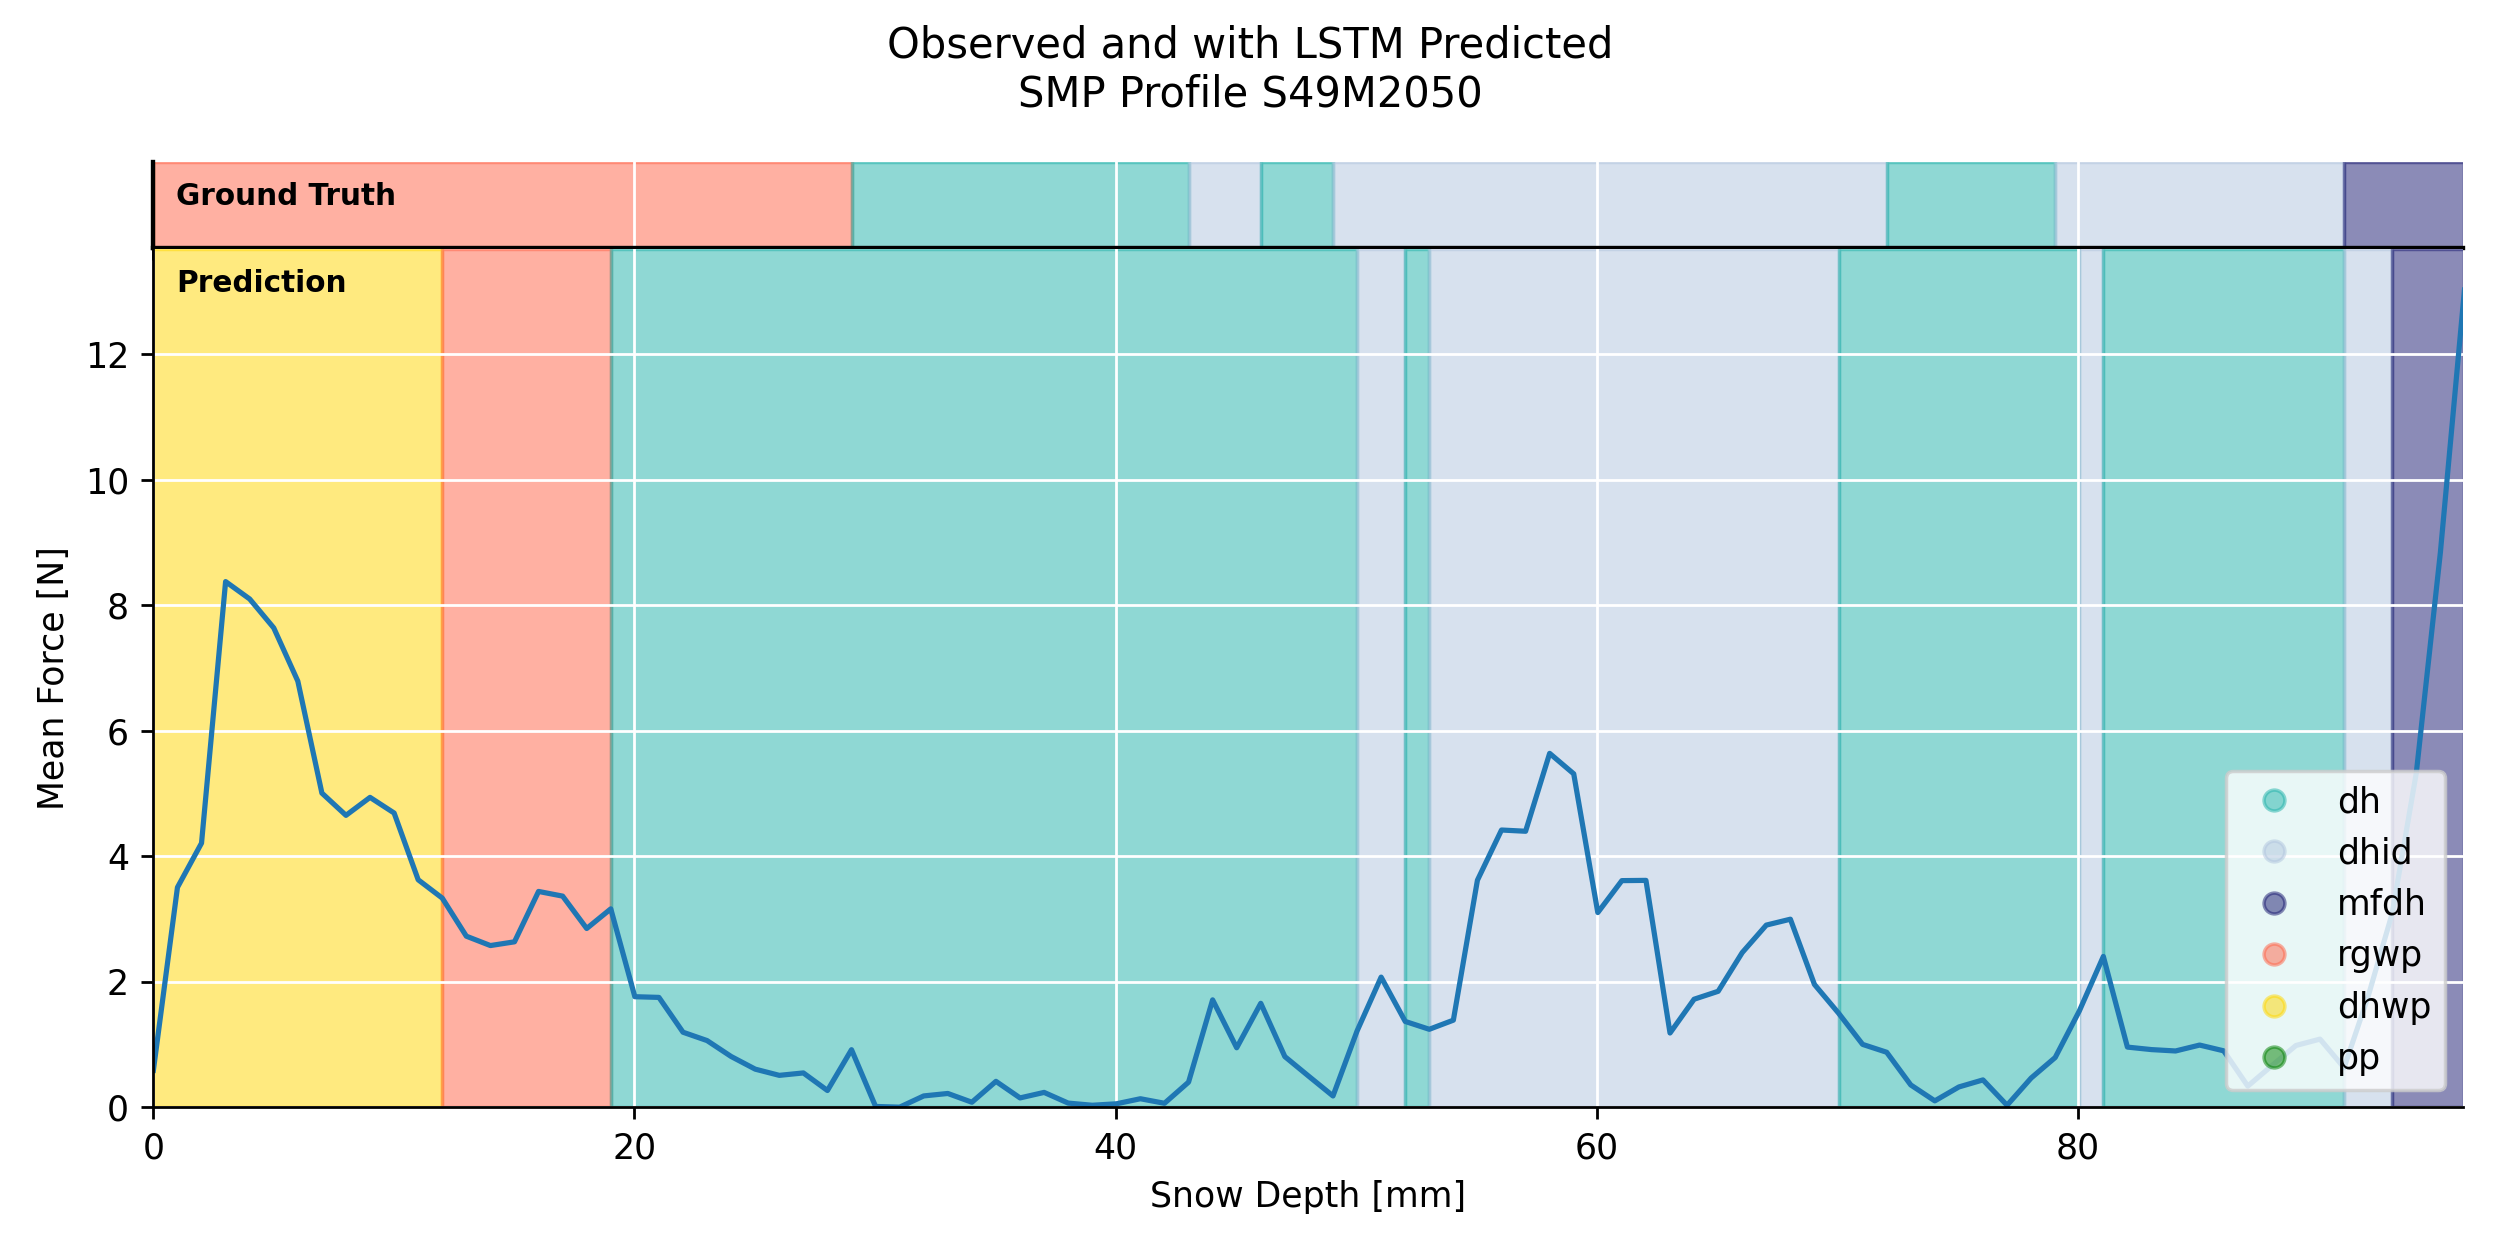 Observed and with LSTM Predicted
SMP Profile S49M2050
Ground Truth
Prediction
12
10
8
6
4
2
0
Mean Force [N]
0 20 40 60 80
Snow Depth [mm]
dh
dhid
mfdh
rgwp
dhwp
pp